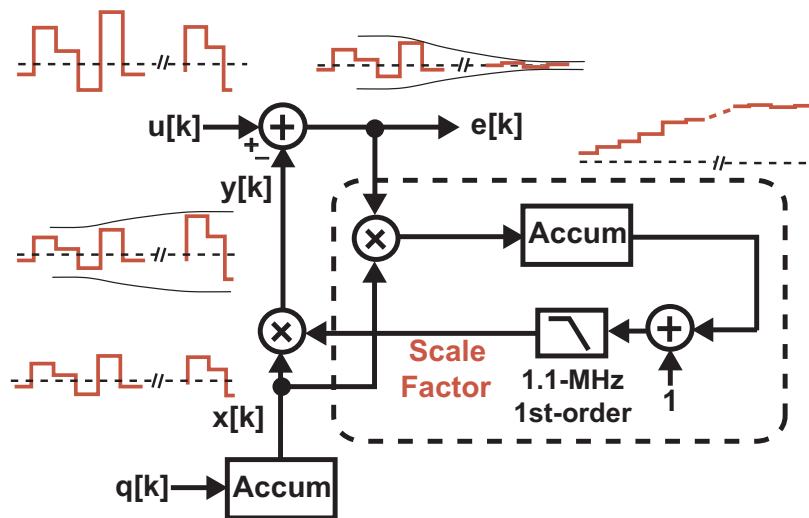 u[k]
+
+
−
e[k]
y[k]
×
Accum
×
Scale
Factor
+
1.1-MHz
1st-order
1
x[k]
q[k]
Accum